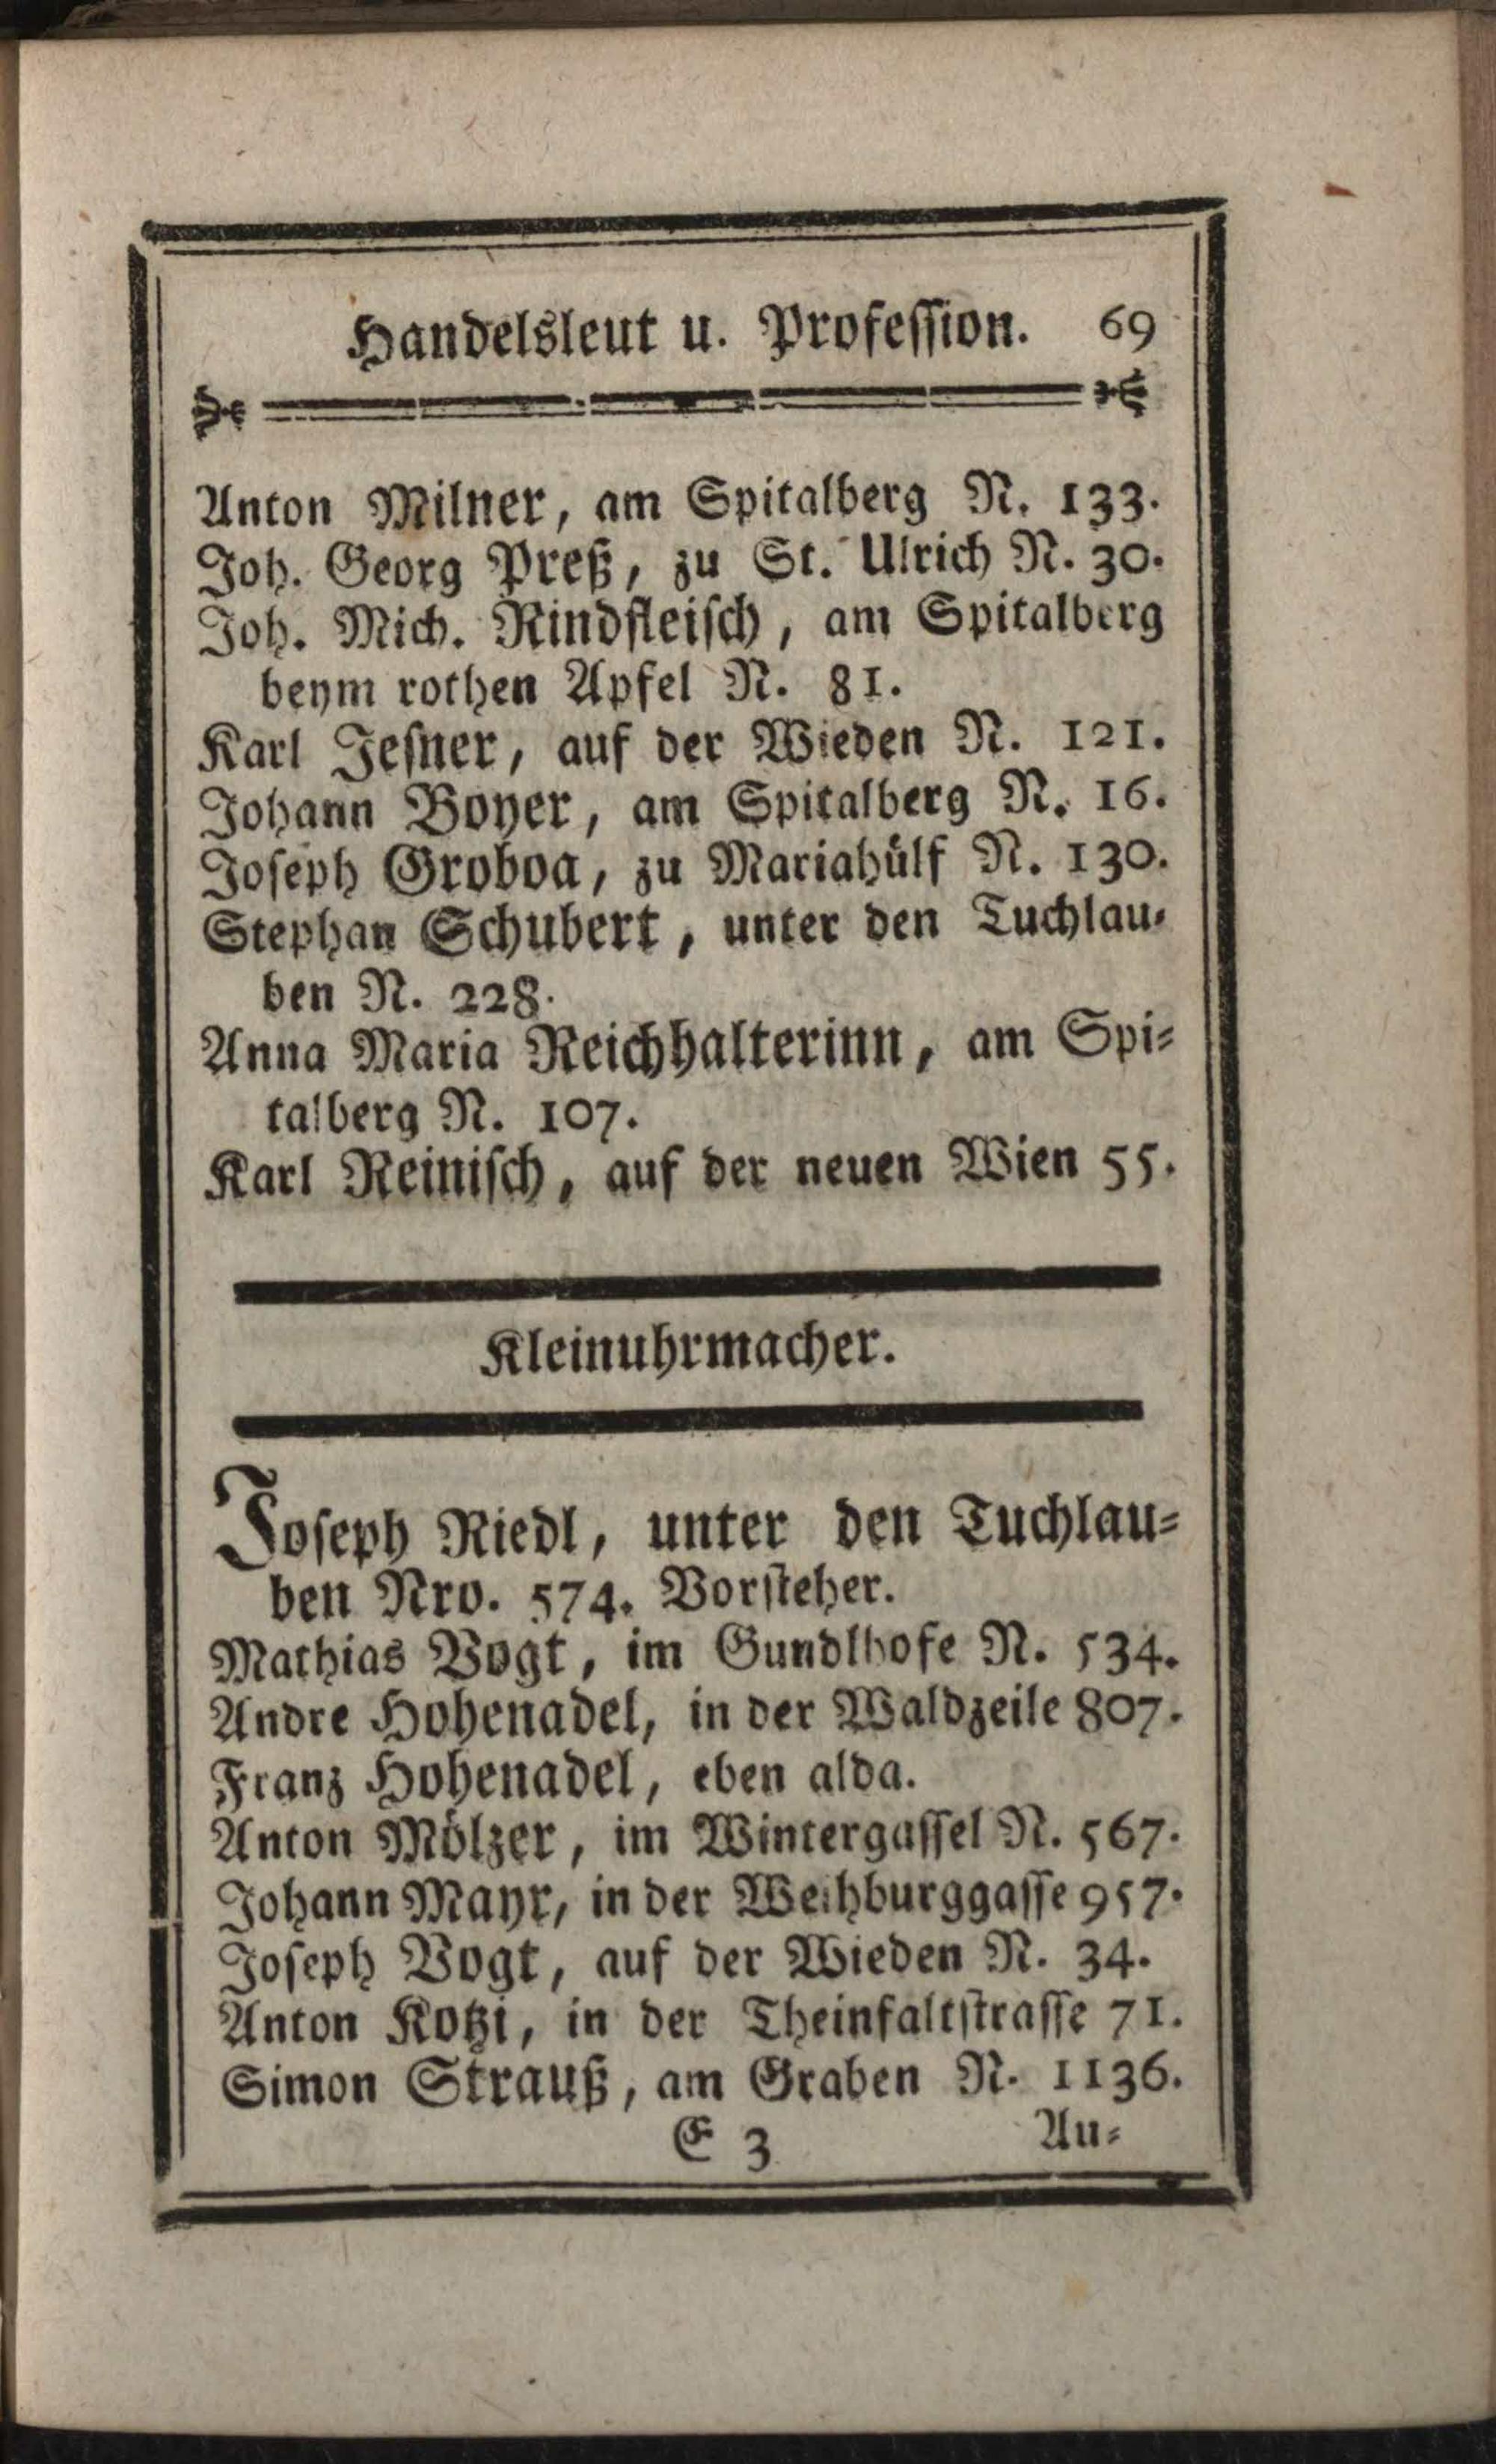 Handelsleut u. Profession. 69
Anton Milner, am Spitalberg N. 133.
Joh. Georg Preß, zu St. Ulrich N. 30.
Joh. Mich. Rindfleisch, am Spitalberg
beym rothen Apfel N. 81.
Karl Jesner, auf der Wieden N. 121.
Johann Boyer, am Spitalberg N. 16.
Joseph Groboa, zu Mariahülf N. 130.
Stephan Schubert, unter den Tuchlau-
ben N. 228.
Anna Maria Reichhalterinn, am Spi-
talberg N. 107.
Karl Reinisch, auf der neuen Wien 55.
Kleinuhrmacher.
Joseph Riedl, unter den Tuchlau-
ben Nro. 574. Vorsteher.
Mathias Vogt, im Gundlhofe N. 534.
Andre Hohenadel, in der Waldzeile 807.
Franz Hohenadel, eben alda.
Anton Mölzer, im Wintergassel N. 567.
Johann Mayr, in der Weihburggasse 957.
Joseph Vogt, auf der Wieden N. 34.
Anton Kotzi, in der Theinfaltstrasse 71.
Simon Strauß, am Graben N. 1136.
E 3 Au-